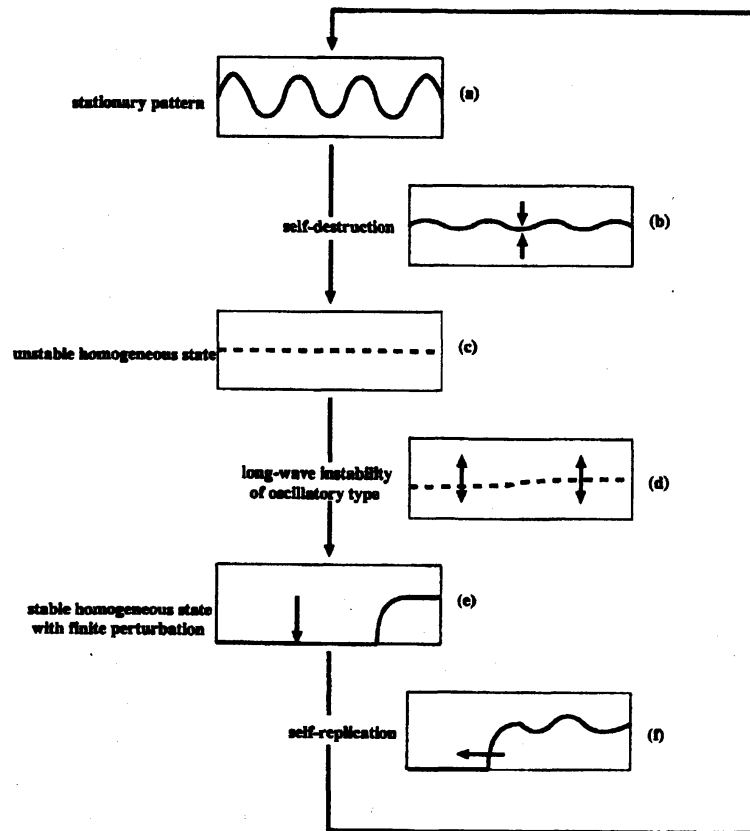 (a)
stationary pattern
self-destruction
(b)
unstable homogeneous state
(c)
long-wave instability
of oscillatory type
(d)
stable homogeneous state
with finite perturbation
(e)
self-replication
(f)